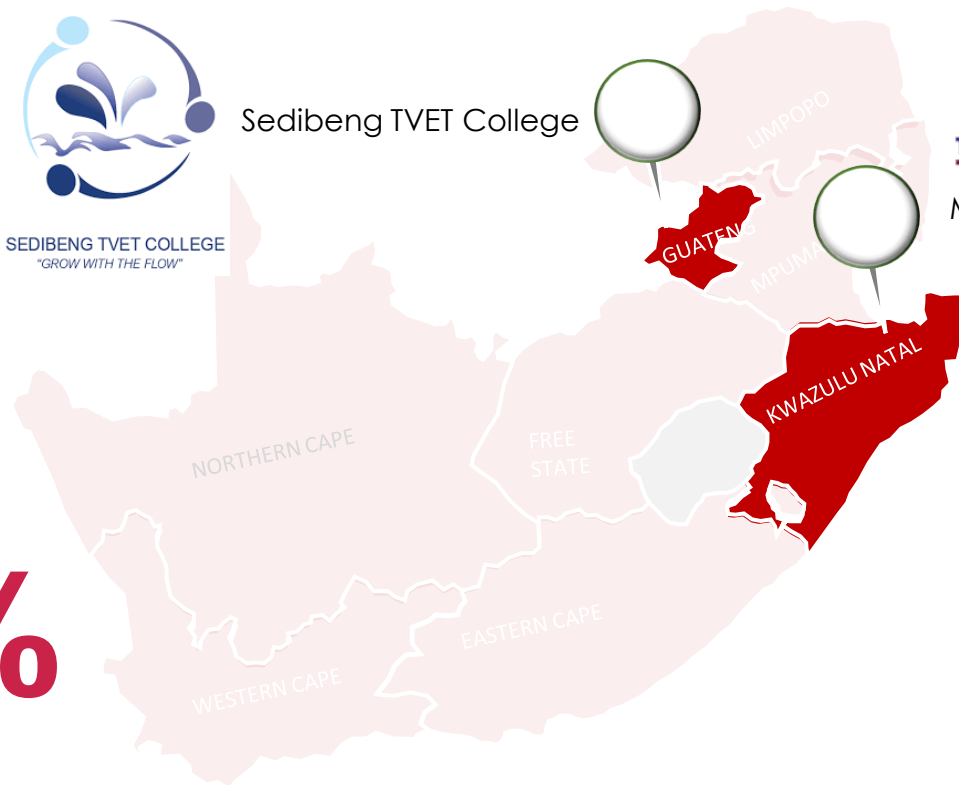 Sedibeng TVET College
SEDIBENG TVET COLLEGE
"GROW WITH THE FLOW"
LIMPOPO
GUATENG
MPUMA
KWAZULU NATAL
NORTHERN CAPE
FREE
STATE
EASTERN CAPE
WESTERN CAPE
%